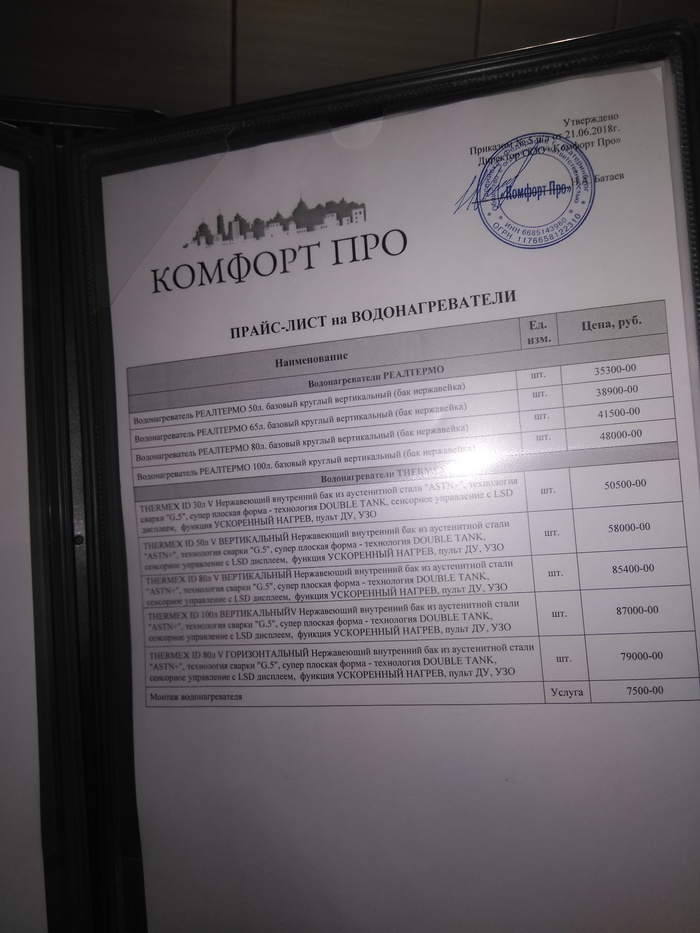 Утверждено
от 21.06.2018г.
Директор ООО «Комфорт Про»
Батаев
«Комфорт Про»
ИНН 6685143960
ОГРН 1176658122310
КОМФОРТ ПРО
ПРАЙС-ЛИСТ на ВОДОНАГРЕВАТЕЛИ
Наименование
Ед.
изм.
Цена, руб.
Водонагреватели РЕАЛТЕРМО
Водонагреватель РЕАЛТЕРМО 50л. базовый круглый вертикальный (бак нержавейка)
шт.
35300-00
Водонагреватель РЕАЛТЕРМО 65л. базовый круглый вертикальный (бак нержавейка)
шт.
38900-00
Водонагреватель РЕАЛТЕРМО 80л. базовый круглый вертикальный (бак нержавейка)
шт.
41500-00
Водонагреватель РЕАЛТЕРМО 100л. базовый круглый вертикальный (бак нержавейка)
шт.
48000-00
Водонагреватели THERMEX
THERMEX ID 30л V Нержавеющий внутренний бак из аустенитной стали "ASTN+", технология
сварки "G.5", супер плоская форма - технология DOUBLE TANK, сенсорное управление с LSD
дисплеем, функция УСКОРЕННЫЙ НАГРЕВ, пульт ДУ, УЗО
шт.
50500-00
THERMEX ID 50л V ВЕРТИКАЛЬНЫЙ Нержавеющий внутренний бак из аустенитной стали
"ASTN+", технология сварки "G.5", супер плоская форма - технология DOUBLE TANK,
сенсорное управление с LSD дисплеем, функция УСКОРЕННЫЙ НАГРЕВ, пульт ДУ, УЗО
шт.
58000-00
THERMEX ID 80л V ВЕРТИКАЛЬНЫЙ Нержавеющий внутренний бак из аустенитной стали
"ASTN+", технология сварки "G.5", супер плоская форма - технология DOUBLE TANK,
сенсорное управление с LSD дисплеем, функция УСКОРЕННЫЙ НАГРЕВ, пульт ДУ, УЗО
шт.
85400-00
THERMEX ID 100л ВЕРТИКАЛЬНЫЙV Нержавеющий внутренний бак из аустенитной стали
"ASTN+", технология сварки "G.5", супер плоская форма - технология DOUBLE TANK,
сенсорное управление с LSD дисплеем, функция УСКОРЕННЫЙ НАГРЕВ, пульт ДУ, УЗО
шт.
87000-00
THERMEX ID 80л V ГОРИЗОНТАЛЬНЫЙ Нержавеющий внутренний бак из аустенитной стали
"ASTN+", технология сварки "G.5", супер плоская форма - технология DOUBLE TANK,
сенсорное управление с LSD дисплеем, функция УСКОРЕННЫЙ НАГРЕВ, пульт ДУ, УЗО
шт.
79000-00
Монтаж водонагревателя
Услуга
7500-00